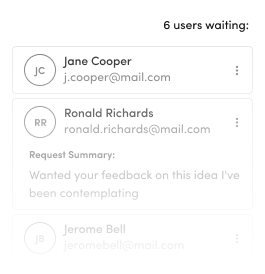 6 users waiting:
JC
Jane Cooper
j.cooper@mail.com
RR
Ronald Richards
ronald.richards@mail.com
Request Summary:
Wanted your feedback on this idea I've
been contemplating
JB
Jerome Bell
jeromebell@mail.com